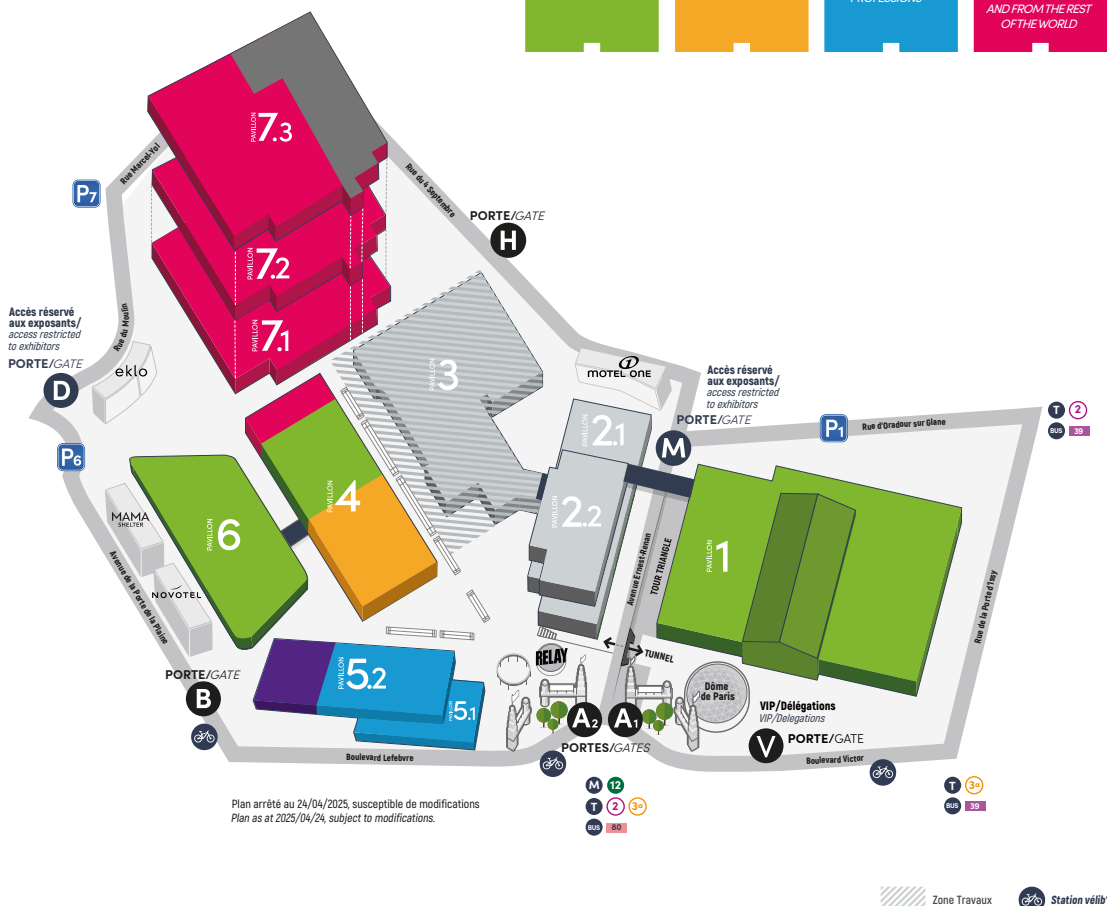 AND FROM THE REST
OF THE WORLD
PAVILLON 7.3
Rue Marcel-Yol
P7
Rue du 4 Septembre
PORTE/GATE
H
PAVILLON 7.2
PAVILLON 7.1
Accès réservé
aux exposants/
access restricted
to exhibitors
PORTE/GATE
D
Rue du Moulin
eklo
PAVILLON 3
MOTEL ONE
Accès réservé
aux exposants/
access restricted
to exhibitors
PORTE/GATE
M
P1
Rue d'Oradour sur Glane
T 2
BUS 39
PAVILLON 2.1
P6
PAVILLON 4
PAVILLON 2.2
MAMA
SHELTER
PAVILLON 6
PAVILLON 1
Avenue Ernest-Renan
TOUR TRIANGLE
Avenue de la Porte de la Plaine
NOVOTEL
Rue de la Porte d'Issy
RELAY
TUNNEL
PORTE/GATE
B
PAVILLON 5.2
PAVILLON 5.1
Dôme
de Paris
VIP/Délégations
VIP/Delegations
A2
A1
V PORTE/GATE
PORTES/GATES
Boulevard Lefebvre
Boulevard Victor
M 12
T 2 3a
BUS 80
T 3a
BUS 39
Plan arrêté au 24/04/2025, susceptible de modifications
Plan as at 2025/04/24, subject to modifications.
Zone Travaux
Station vélib'